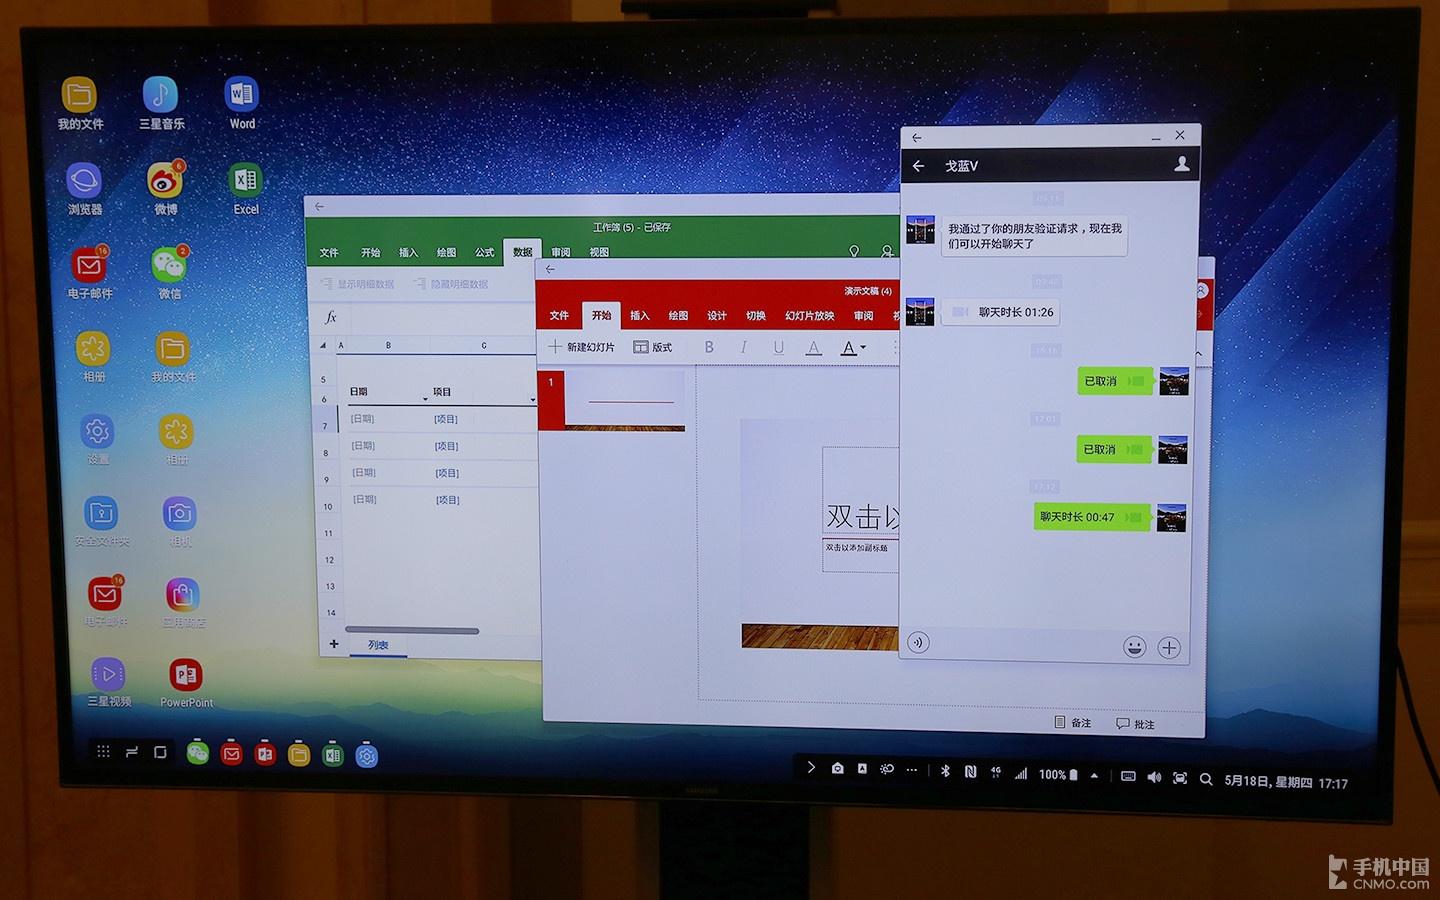 我的文件
三星音乐
Word
浏览器
6
微博
Excel
16
电子邮件
2
微信
相册
我的文件
设置
相册
安全文件夹
相机
16
电子邮件
应用商店
三星视频
PowerPoint
工作簿 (5) - 已保存
文件 开始 插入 绘图 公式 数据 审阅 视图
显示明细数据 隐藏明细数据
fx
A B C
5
6 日期 项目
7 [日期] [项目]
8 [日期] [项目]
9 [日期] [项目]
10 [日期] [项目]
11
12
13
14
+ 列表
演示文稿 (4)
文件 开始 插入 绘图 设计 切换 幻灯片放映 审阅
新建幻灯片 版式 B I U A A
1
双击以
双击以添加副标题
备注 批注
戈蓝V
我通过了你的朋友验证请求，现在我
们可以开始聊天了
聊天时长 01:26
已取消
17:01
已取消
17:12
聊天时长 00:47
4G 100% 5月18日, 星期四 17:17
SAMSUNG
手机中国
CNMO.com